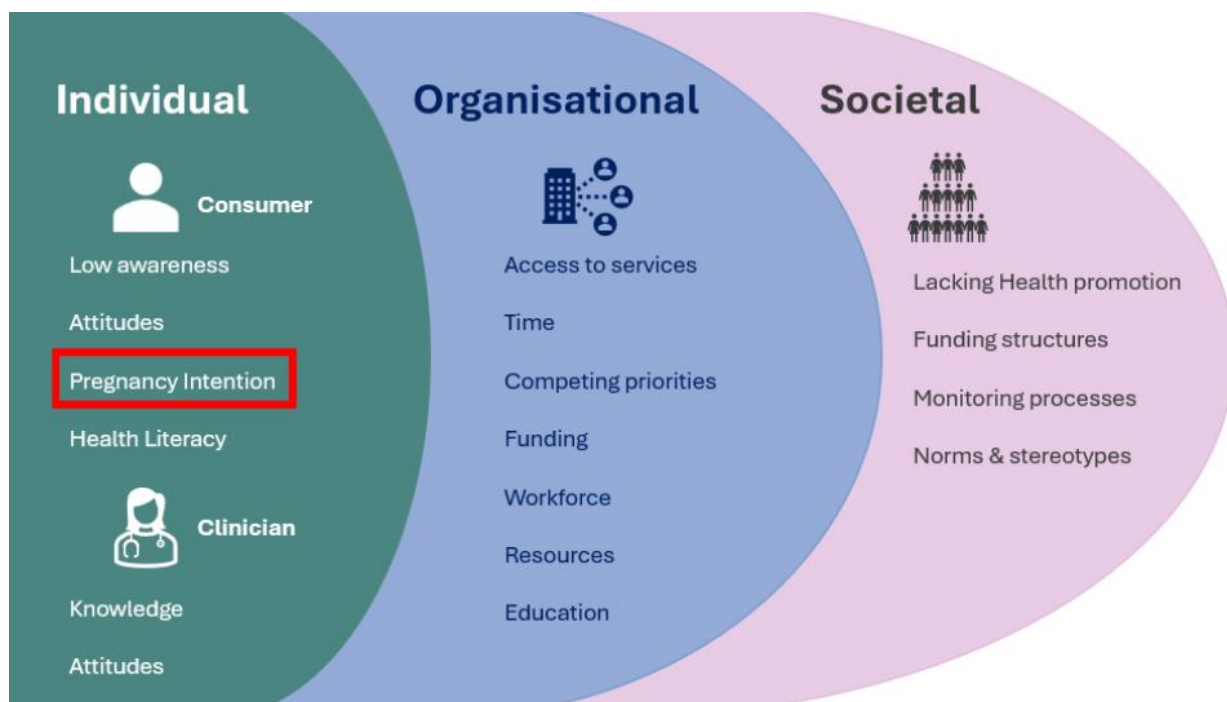 Individual
Consumer
Low awareness
Attitudes
Pregnancy Intention
Health Literacy
Clinician
Knowledge
Attitudes
Organisational
Access to services
Time
Competing priorities
Funding
Workforce
Resources
Education
Societal
Lacking Health promotion
Funding structures
Monitoring processes
Norms & stereotypes